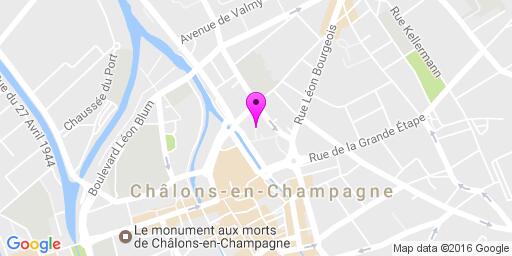 Avenue de Valmy
Rue Léon Bourgeois
Rue Kellermann
Chaussée du Port
Boulevard Léon Blum
Rue du 27 Avril 1944
Rue de la Grande Étape
Châlons-en-Champagne
Le monument aux morts
de Châlons-en-Champagne
Google
Map data ©2016 Google